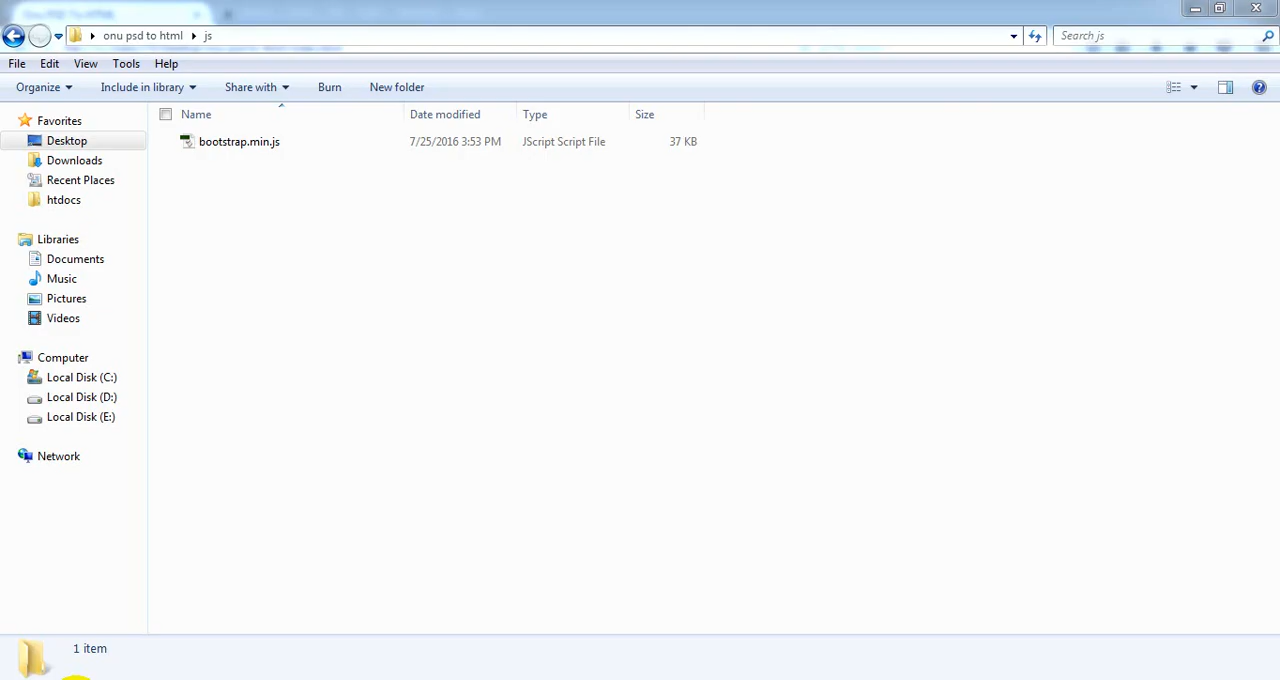 onu psd to html js
Search js
File Edit View Tools Help
Organize Include in library Share with Burn New folder
Name Date modified Type Size
bootstrap.min.js 7/25/2016 3:53 PM JScript Script File 37 KB
Favorites
Desktop
Downloads
Recent Places
htdocs
Libraries
Documents
Music
Pictures
Videos
Computer
Local Disk (C:)
Local Disk (D:)
Local Disk (E:)
Network
1 item